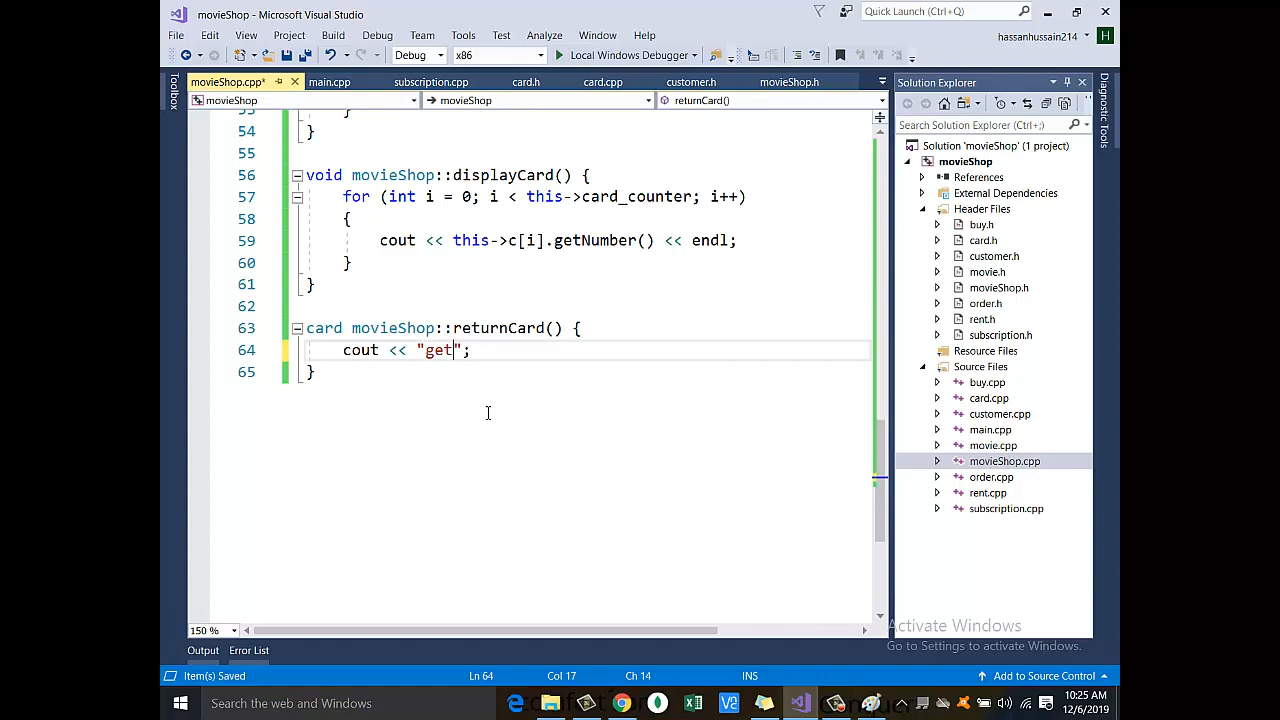 movieShop - Microsoft Visual Studio
Quick Launch (Ctrl+Q)
File Edit View Project Build Debug Team Tools Test Analyze Window Help
hassanhussain214 H
Debug x86 Local Windows Debugger
Toolbox
movieShop.cpp* main.cpp subscription.cpp card.h card.cpp customer.h movieShop.h
movieShop movieShop returnCard()
53 }
54 }
55
56 void movieShop::displayCard() {
57 for (int i = 0; i < this->card_counter; i++)
58 {
59 cout << this->c[i].getNumber() << endl;
60 }
61 }
62
63 card movieShop::returnCard() {
64 cout << "get";
65 }
150 %
Solution Explorer
Search Solution Explorer (Ctrl+;)
Solution 'movieShop' (1 project)
movieShop
References
External Dependencies
Header Files
buy.h
card.h
customer.h
movie.h
movieShop.h
order.h
rent.h
subscription.h
Resource Files
Source Files
buy.cpp
card.cpp
customer.cpp
main.cpp
movie.cpp
movieShop.cpp
order.cpp
rent.cpp
subscription.cpp
Diagnostic Tools
Activate Windows
Go to Settings to activate Windows.
Output Error List
Item(s) Saved Ln 64 Col 17 Ch 14 INS Add to Source Control
Search the web and Windows
10:25 AM
12/6/2019